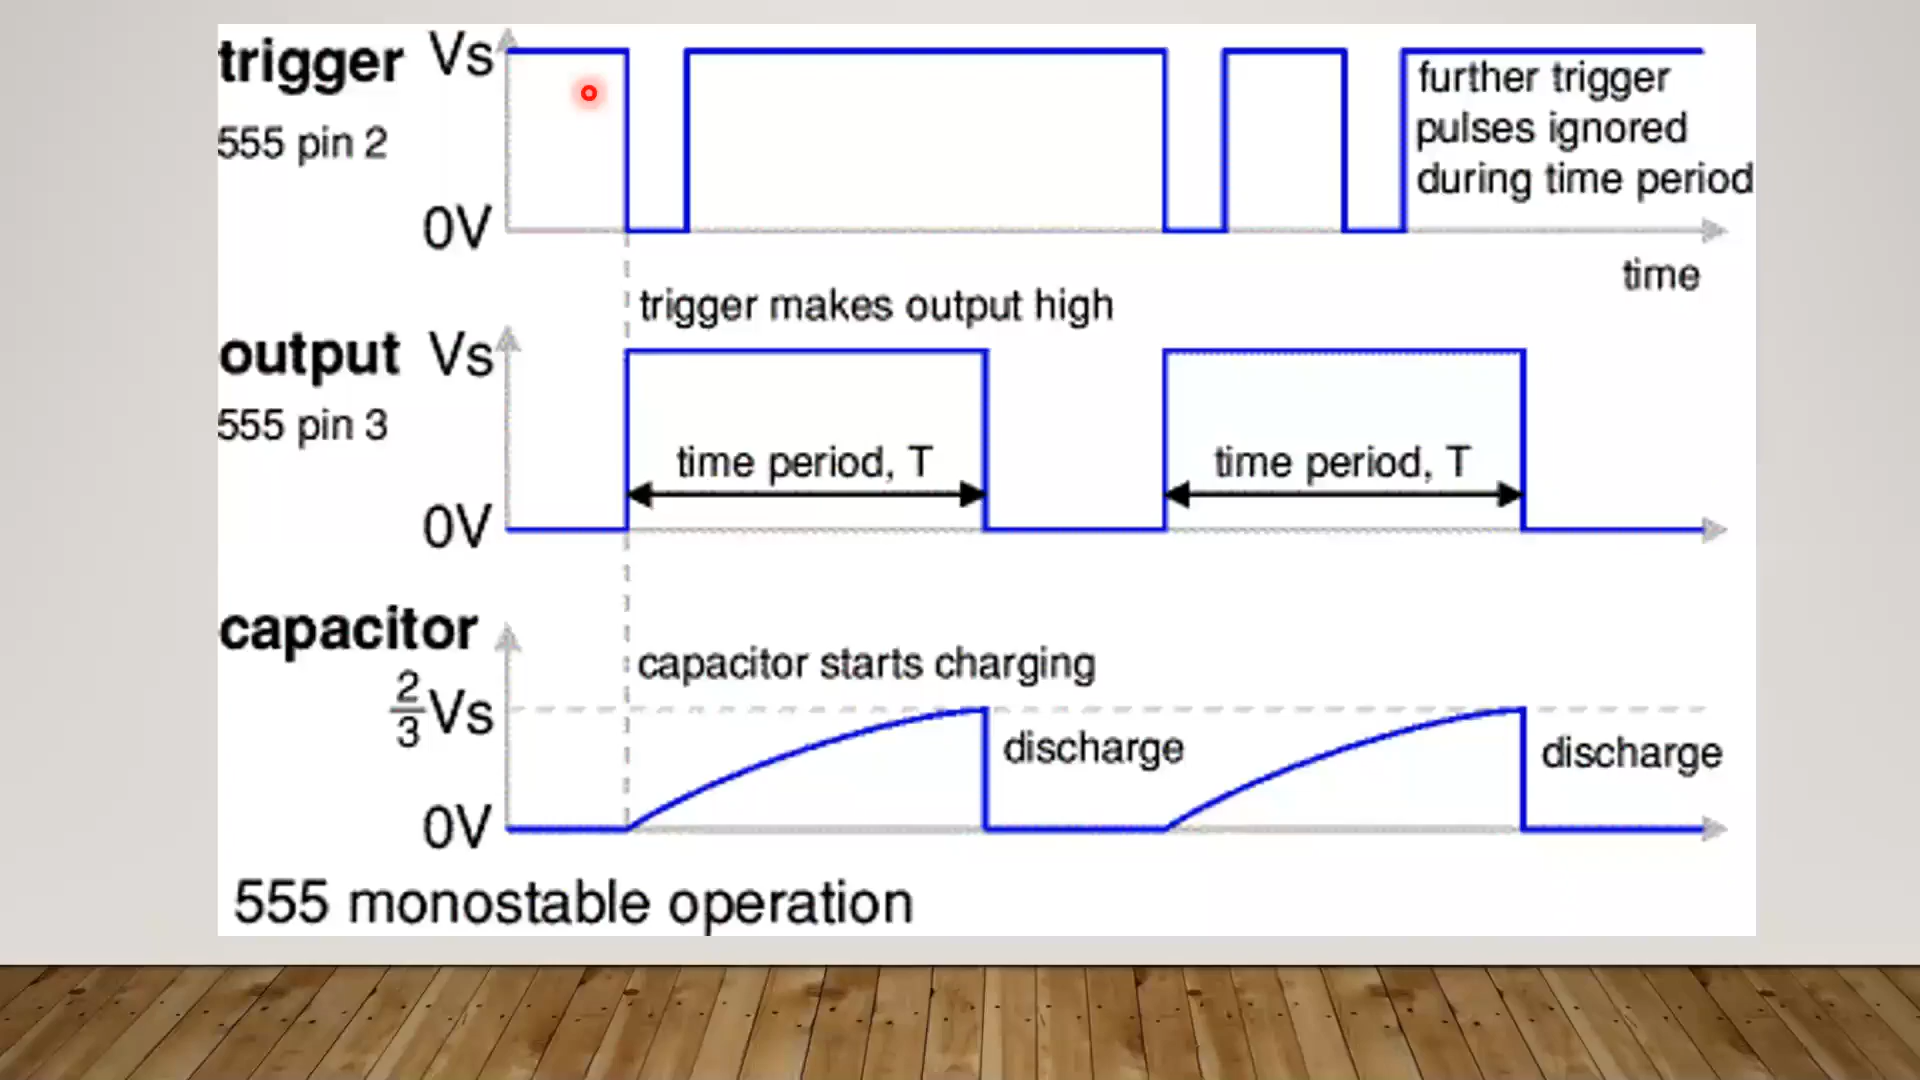 trigger Vs
further trigger
555 pin 2
pulses ignored
during time period
0V
time
trigger makes output high
output Vs
555 pin 3
time period, T time period, T
0V
capacitor
capacitor starts charging
2/3 Vs
discharge discharge
0V
555 monostable operation